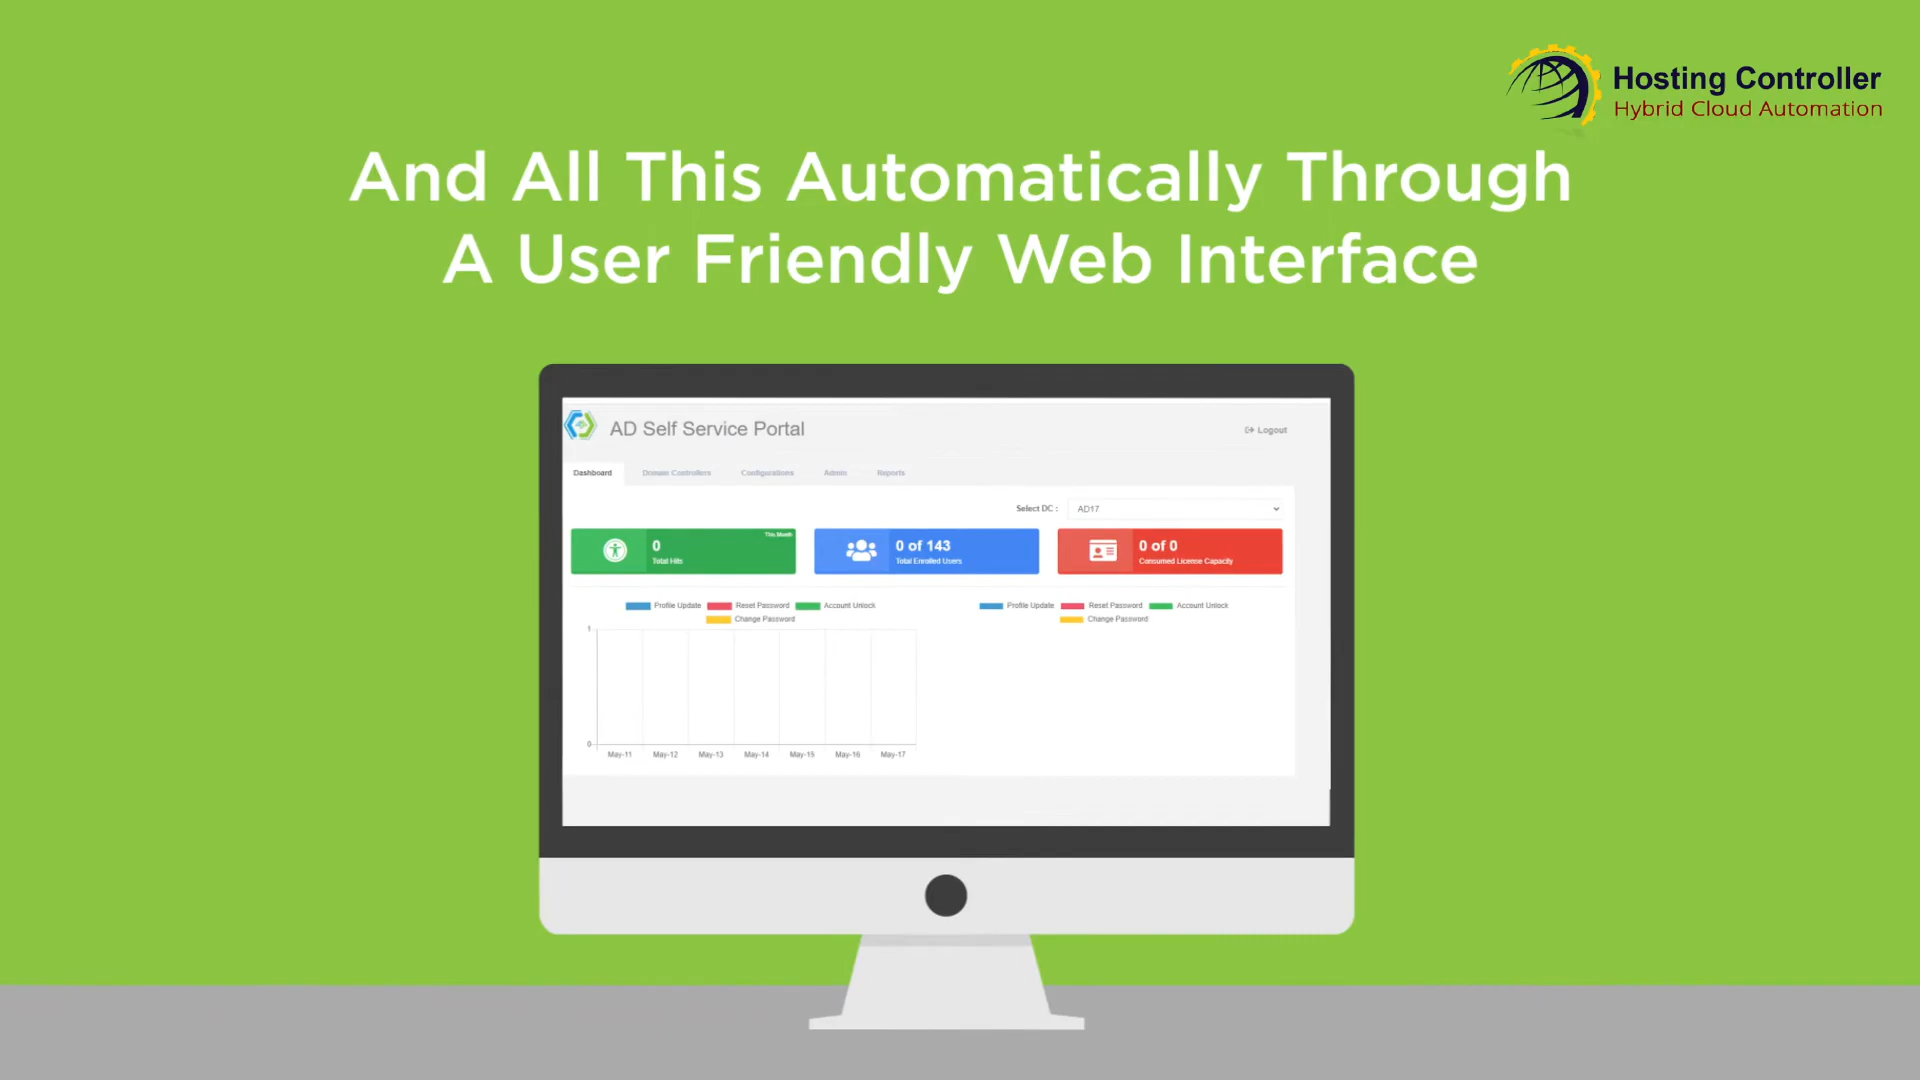 Hosting Controller
Hybrid Cloud Automation
And All This Automatically Through
A User Friendly Web Interface
AD Self Service Portal
Logout
Dashboard Domain Controllers Configurations Admin Reports
Select DC : AD17
This Month
0
Total Hits
0 of 143
Total Enrolled Users
0 of 0
Consumed License Capacity
Profile Update Reset Password Account Unlock
Change Password
Profile Update Reset Password Account Unlock
Change Password
1
0
May-11 May-12 May-13 May-14 May-15 May-16 May-17